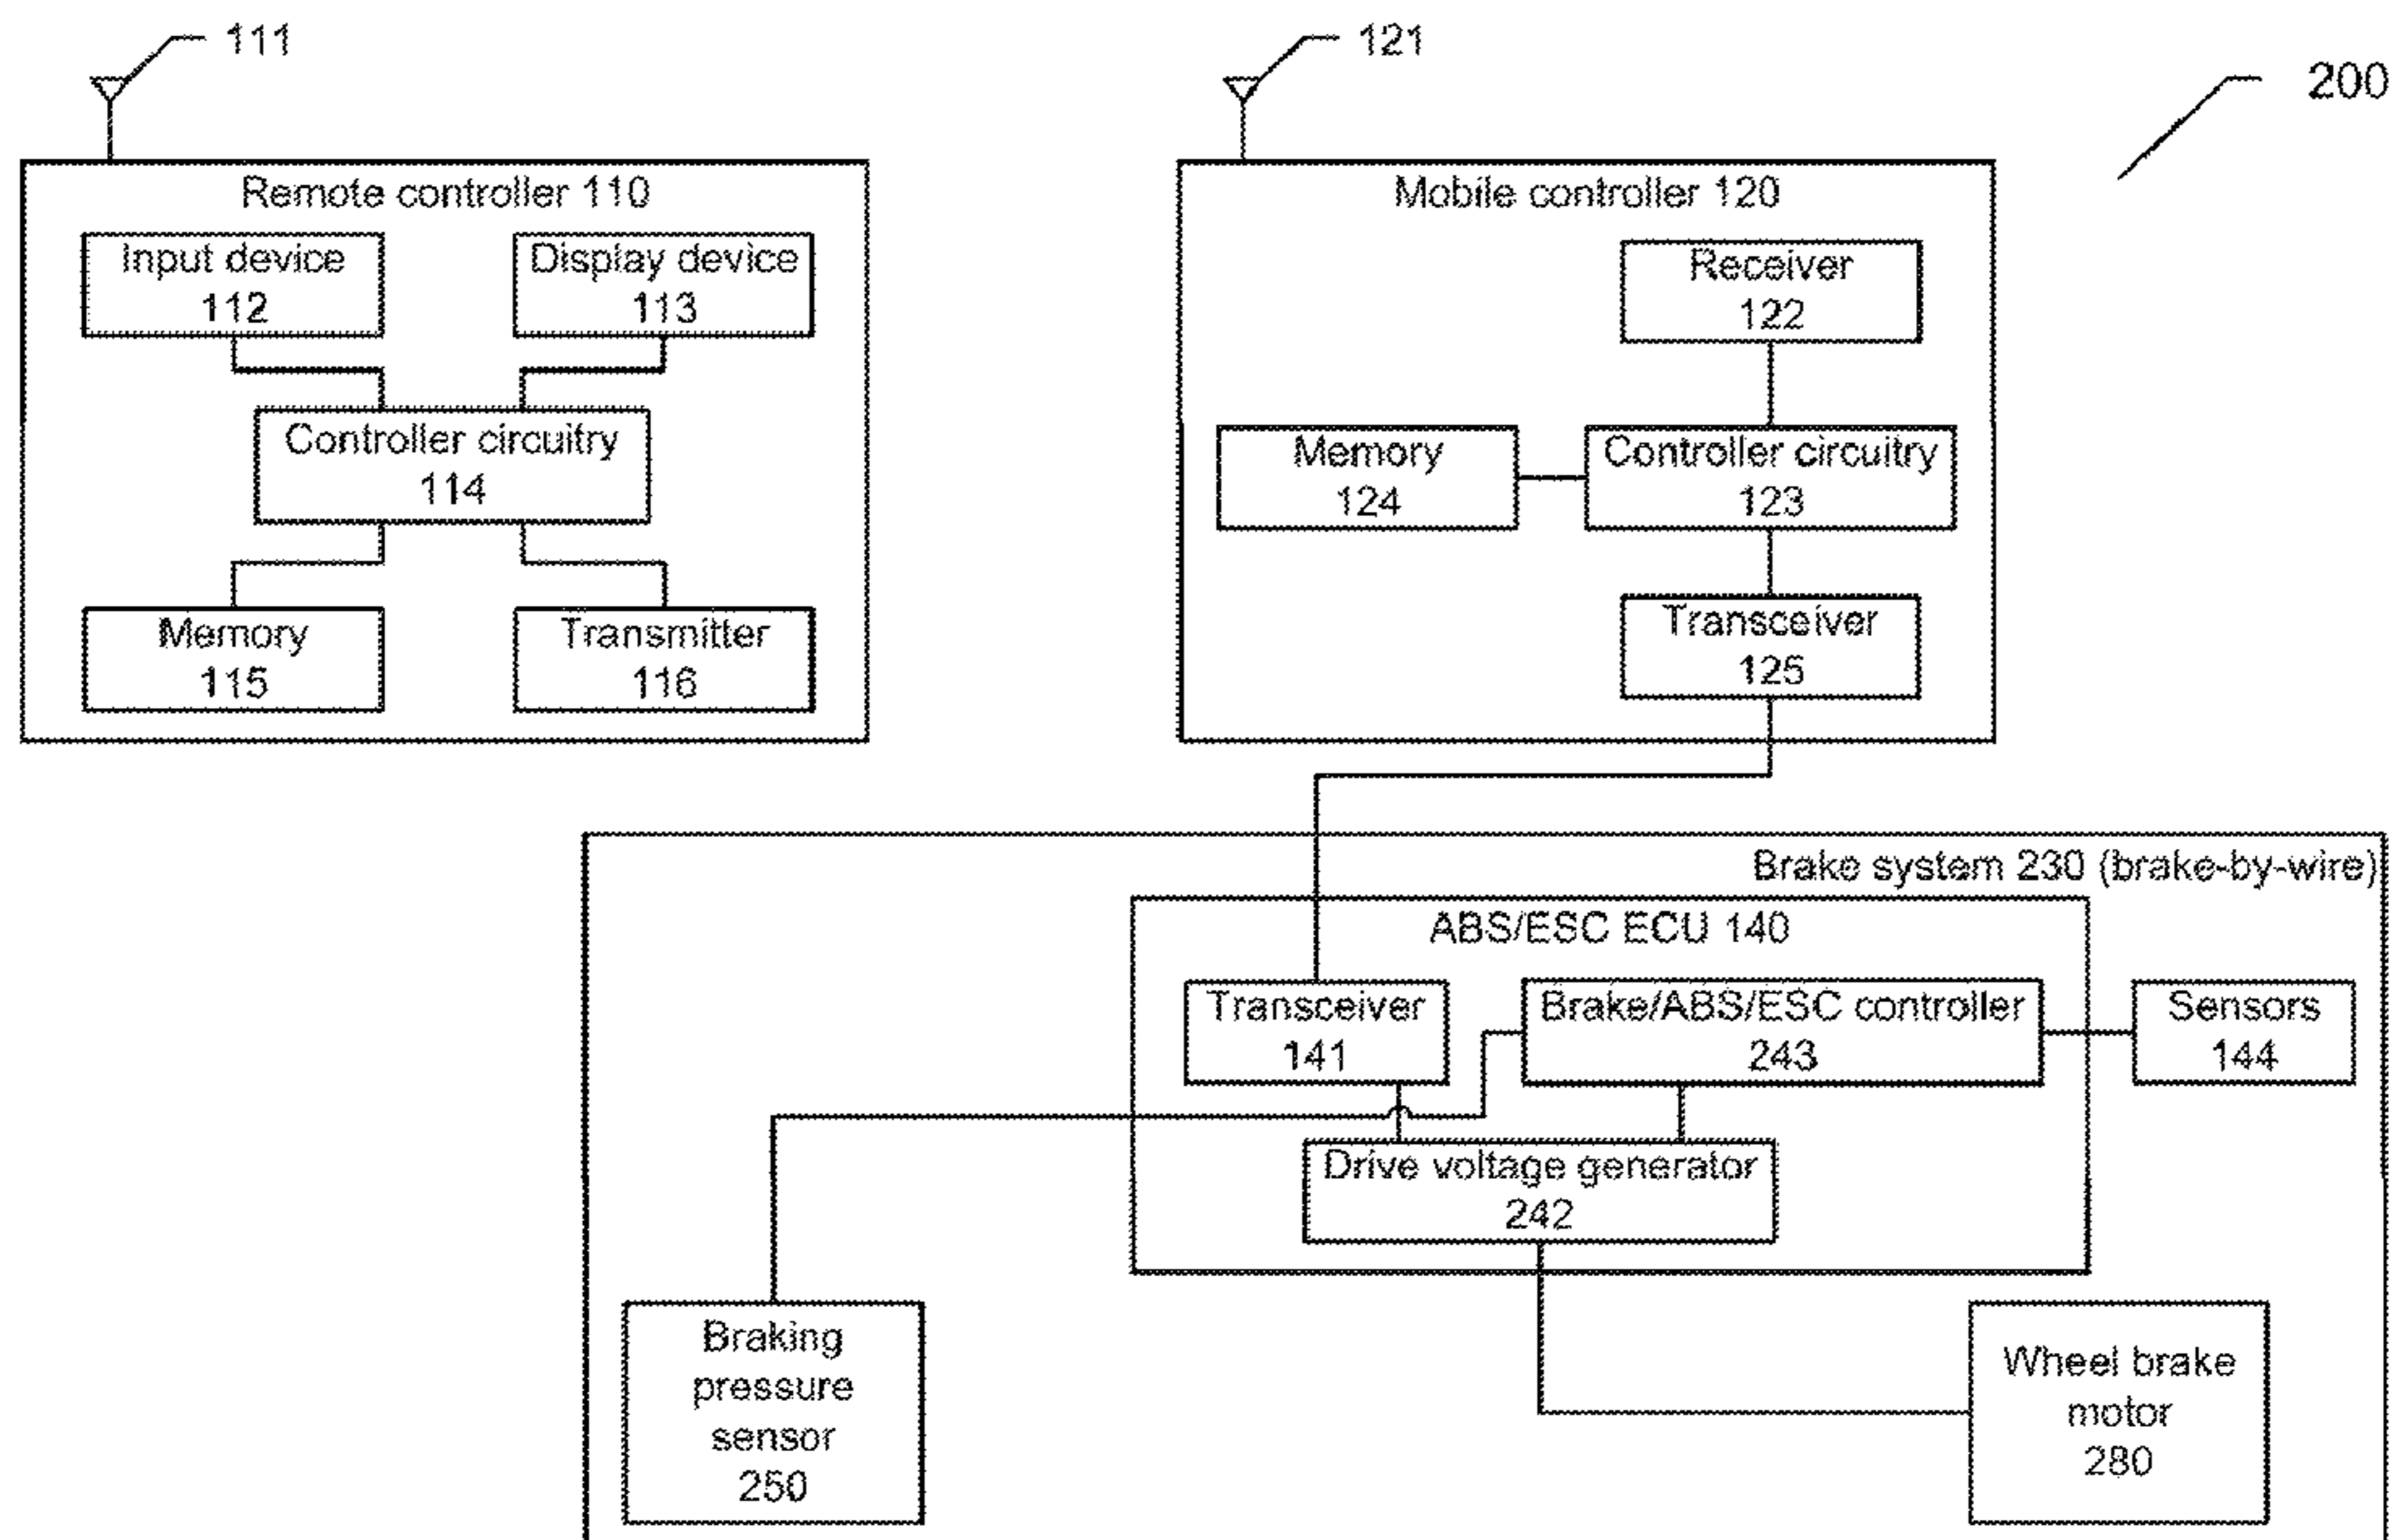 111
121
200
Remote controller 110
Input device
112
Display device
113
Controller circuitry
114
Memory
115
Transmitter
116
Mobile controller 120
Receiver
122
Memory
124
Controller circuitry
123
Transceiver
125
Brake system 230 (brake-by-wire)
ABS/ESC ECU 140
Transceiver
141
Brake/ABS/ESC controller
243
Sensors
144
Drive voltage generator
242
Braking
pressure
sensor
250
Wheel brake
motor
280